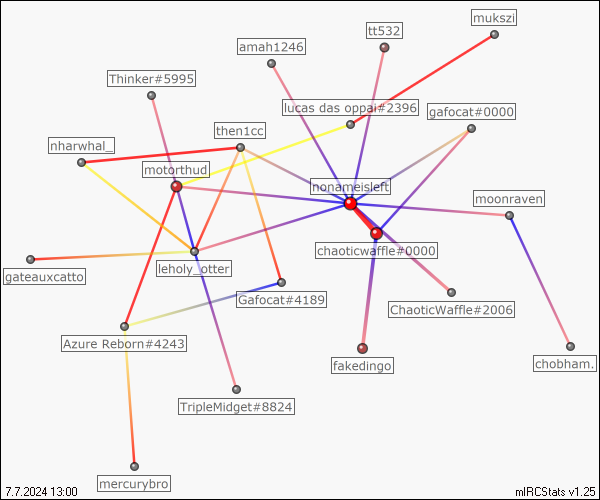 mukszi
tt532
amah1246
Thinker#5995
lucas das oppai#2396
gafocat#0000
then1cc
nharwhal_
motorthud
nonameisleft
moonraven
chaoticwaffle#0000
leholy_otter
gateauxcatto
Gafocat#4189
ChaoticWaffle#2006
Azure Reborn#4243
fakedingo
chobham.
TripleMidget#8824
mercurybro
7.7.2024 13:00
mIRCStats v1.25